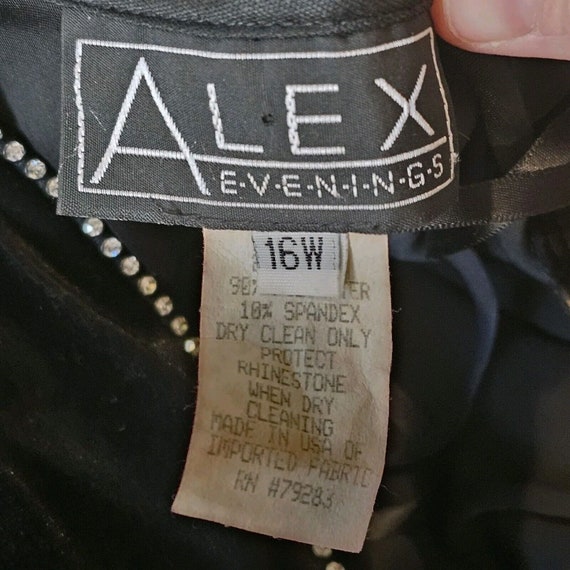 ALEX
E·V·E·N·I·N·G·S
16W
10% SPANDEX
DRY CLEAN ONLY
PROTECT
RHINESTONE
WHEN DRY
CLEANING
MADE IN USA OF
IMPORTED FABRIC
RN #79283